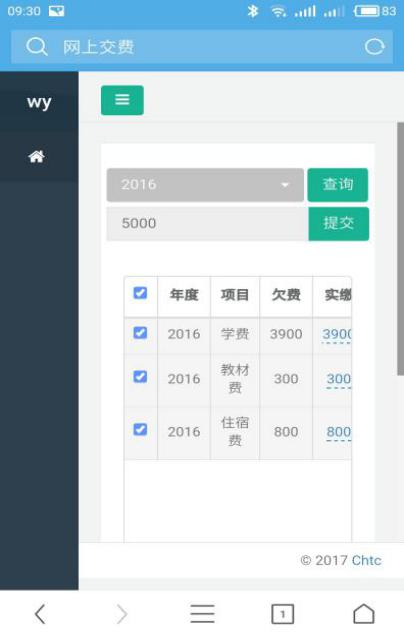 09:30 83
网上交费
wy
2016 查询
5000 提交
年度 项目 欠费 实缴
2016 学费 3900 3900
2016 教材费 300 300
2016 住宿费 800 800
© 2017 Chtc
1